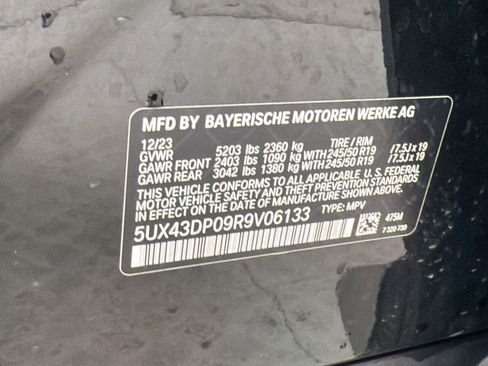 MFD BY BAYERISCHE MOTOREN WERKE AG
12/23
GVWR 5203 lbs 2360 kg TIRE / RIM
GAWR FRONT 2403 lbs 1090 kg WITH 245/50 R19 /7.5J x 19
GAWR REAR 3042 lbs 1380 kg WITH 245/50 R19 /7.5J x 19
THIS VEHICLE CONFORMS TO ALL APPLICABLE U. S. FEDERAL
MOTOR VEHICLE SAFETY AND THEFT PREVENTION STANDARDS
IN EFFECT ON THE DATE OF MANUFACTURE SHOWN ABOVE.
5UX43DP09R9V06133 TYPE: MPV
475M
7 320 730